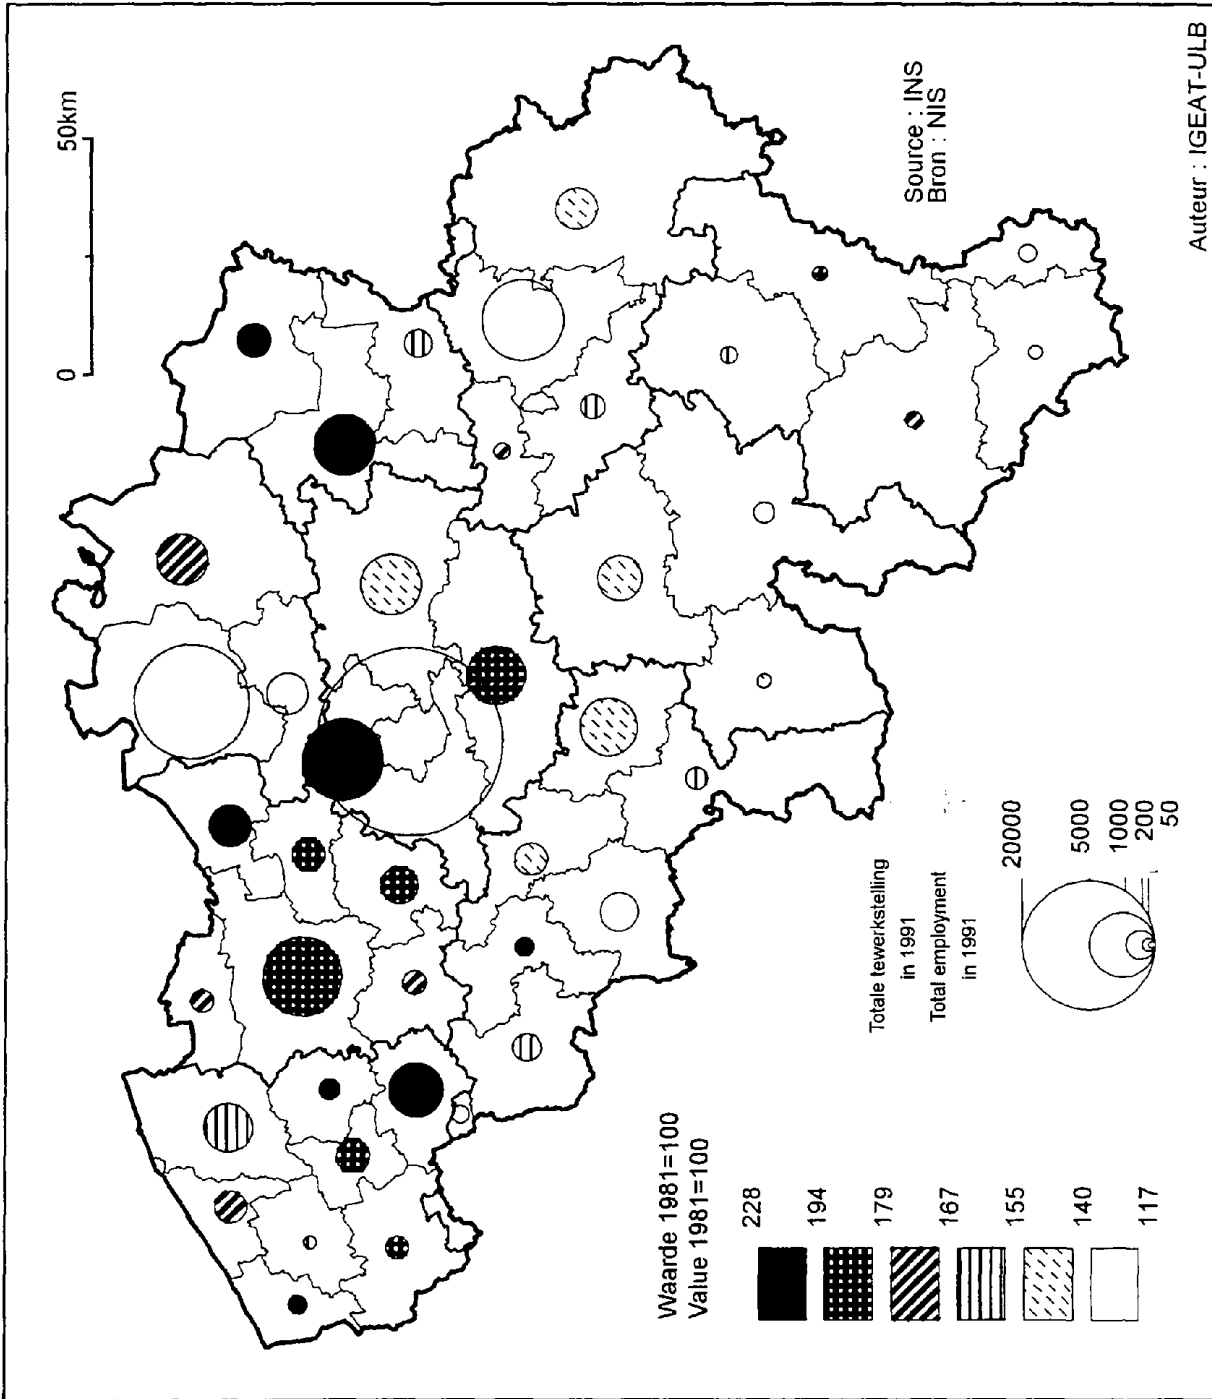 0
50km
Source : INS
Bron : NIS
Auteur : IGEAT-ULB
Waarde 1981=100
Value 1981=100
228
194
179
167
155
140
117
Totale tewerkstelling
in 1991
Total employment
in 1991
20000
5000
1000
200
50